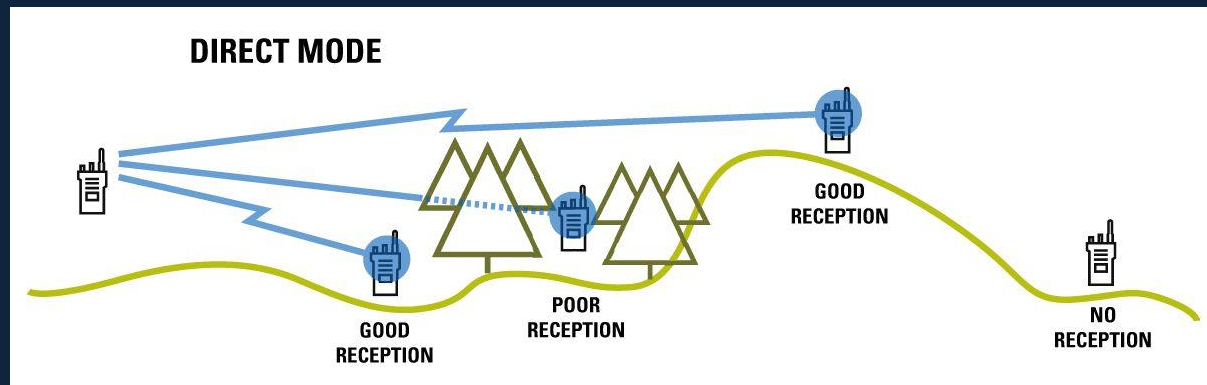 DIRECT MODE
GOOD
RECEPTION
POOR
RECEPTION
GOOD
RECEPTION
NO
RECEPTION